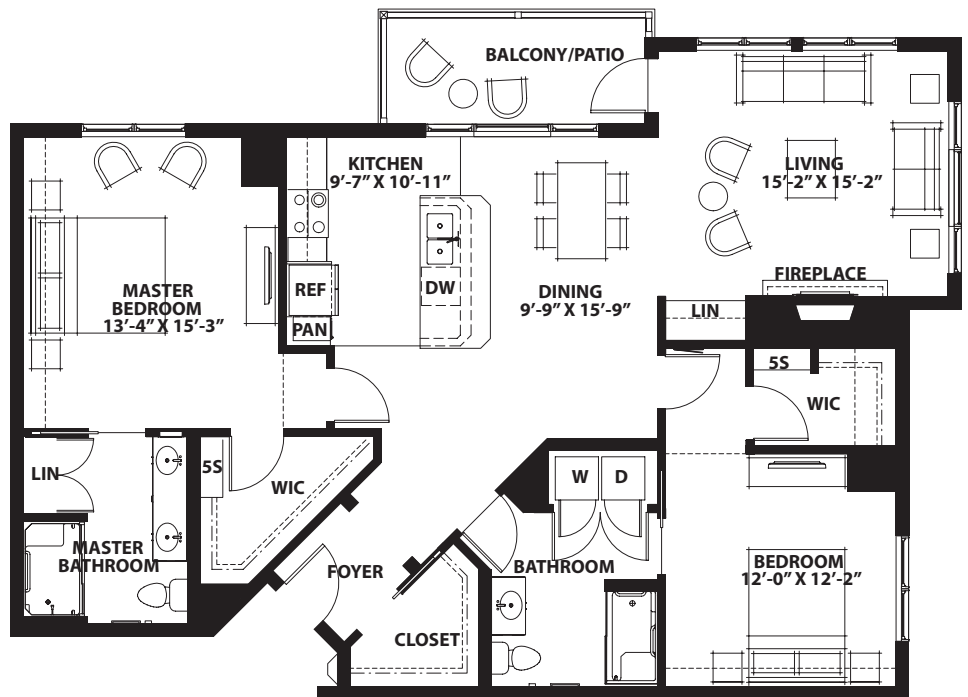 BALCONY/PATIO
KITCHEN
9'-7" X 10'-11"
LIVING
15'-2" X 15'-2"
FIREPLACE
MASTER
BEDROOM
13'-4" X 15'-3"
REF
PAN
DW
DINING
9'-9" X 15'-9"
LIN
5S
WIC
LIN
5S
WIC
W
D
MASTER
BATHROOM
FOYER
BATHROOM
BEDROOM
12'-0" X 12'-2"
CLOSET